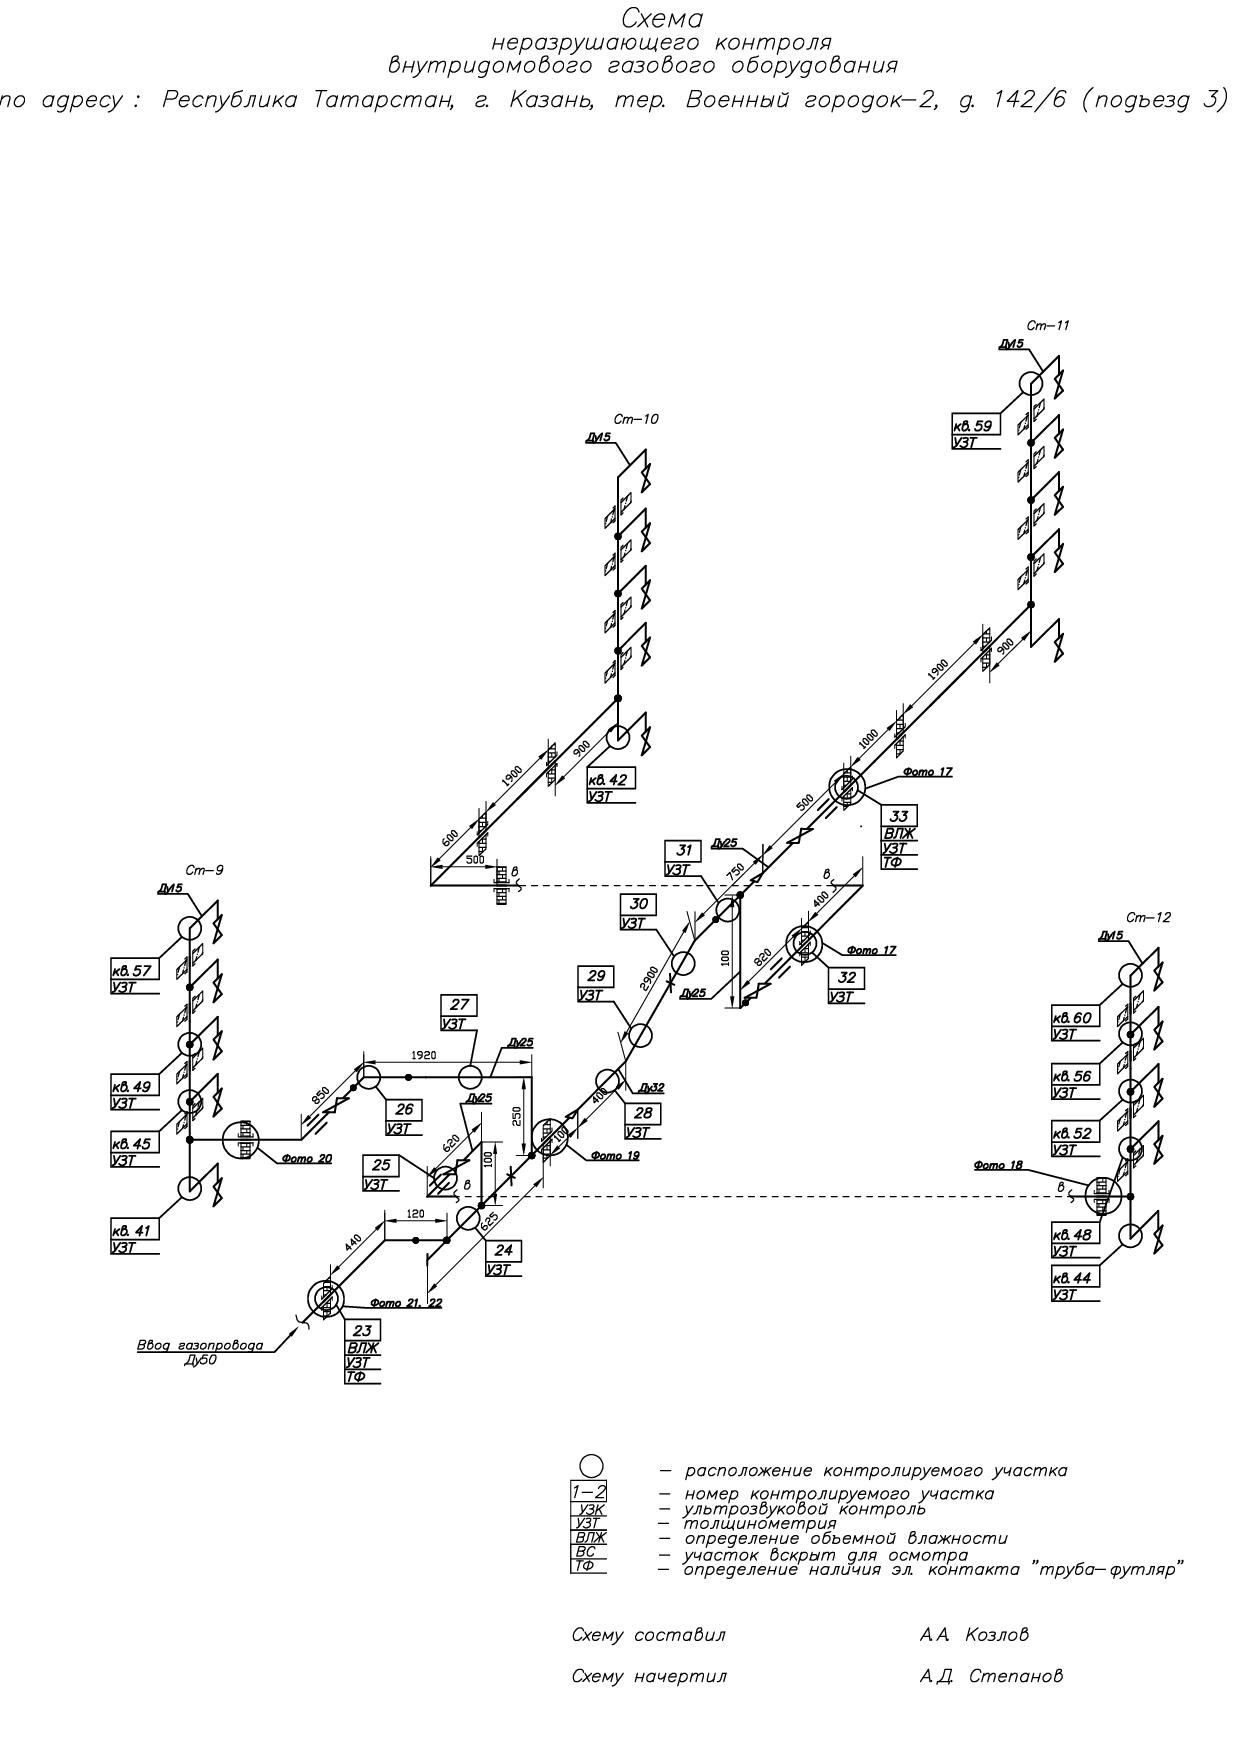 Схема
неразрушающего контроля
внутридомового газового оборудования
по адресу : Республика Татарстан, г. Казань, тер. Военный городок-2, д. 142/6 (подъезд 3)
Ст-11
Ду15
кв. 59
УЗТ
Ст-10
Ду15
900
1900
1000
Фото 17
500
33
ВЛЖ
УЗТ
ТФ
900
1900
600
500
в
кв. 42
УЗТ
31
УЗТ
Ду25
750
в
400
30
УЗТ
Ст-9
Ду15
кв. 57
УЗТ
кв. 49
УЗТ
кв. 45
УЗТ
кв. 41
УЗТ
Фото 20
29
УЗТ
2900
100
Ду25
820
Фото 17
32
УЗТ
Ст-12
Ду15
кв. 60
УЗТ
кв. 56
УЗТ
кв. 52
УЗТ
Фото 18
в
кв. 48
УЗТ
кв. 44
УЗТ
27
УЗТ
1920
Ду25
850
26
УЗТ
Ду25
250
Ду32
400
28
УЗТ
100
Фото 19
620
25
УЗТ
100
в
625
120
440
24
УЗТ
Фото 21, 22
23
ВЛЖ
УЗТ
ТФ
Ввод газопровода
Ду50
– расположение контролируемого участка
1-2 – номер контролируемого участка
УЗК – ультрозвуковой контроль
УЗТ – толщинометрия
ВЛЖ – определение объемной влажности
ВС – участок вскрыт для осмотра
ТФ – определение наличия эл. контакта "труба-футляр"
Схему составил А.А. Козлов
Схему начертил А.Д. Степанов